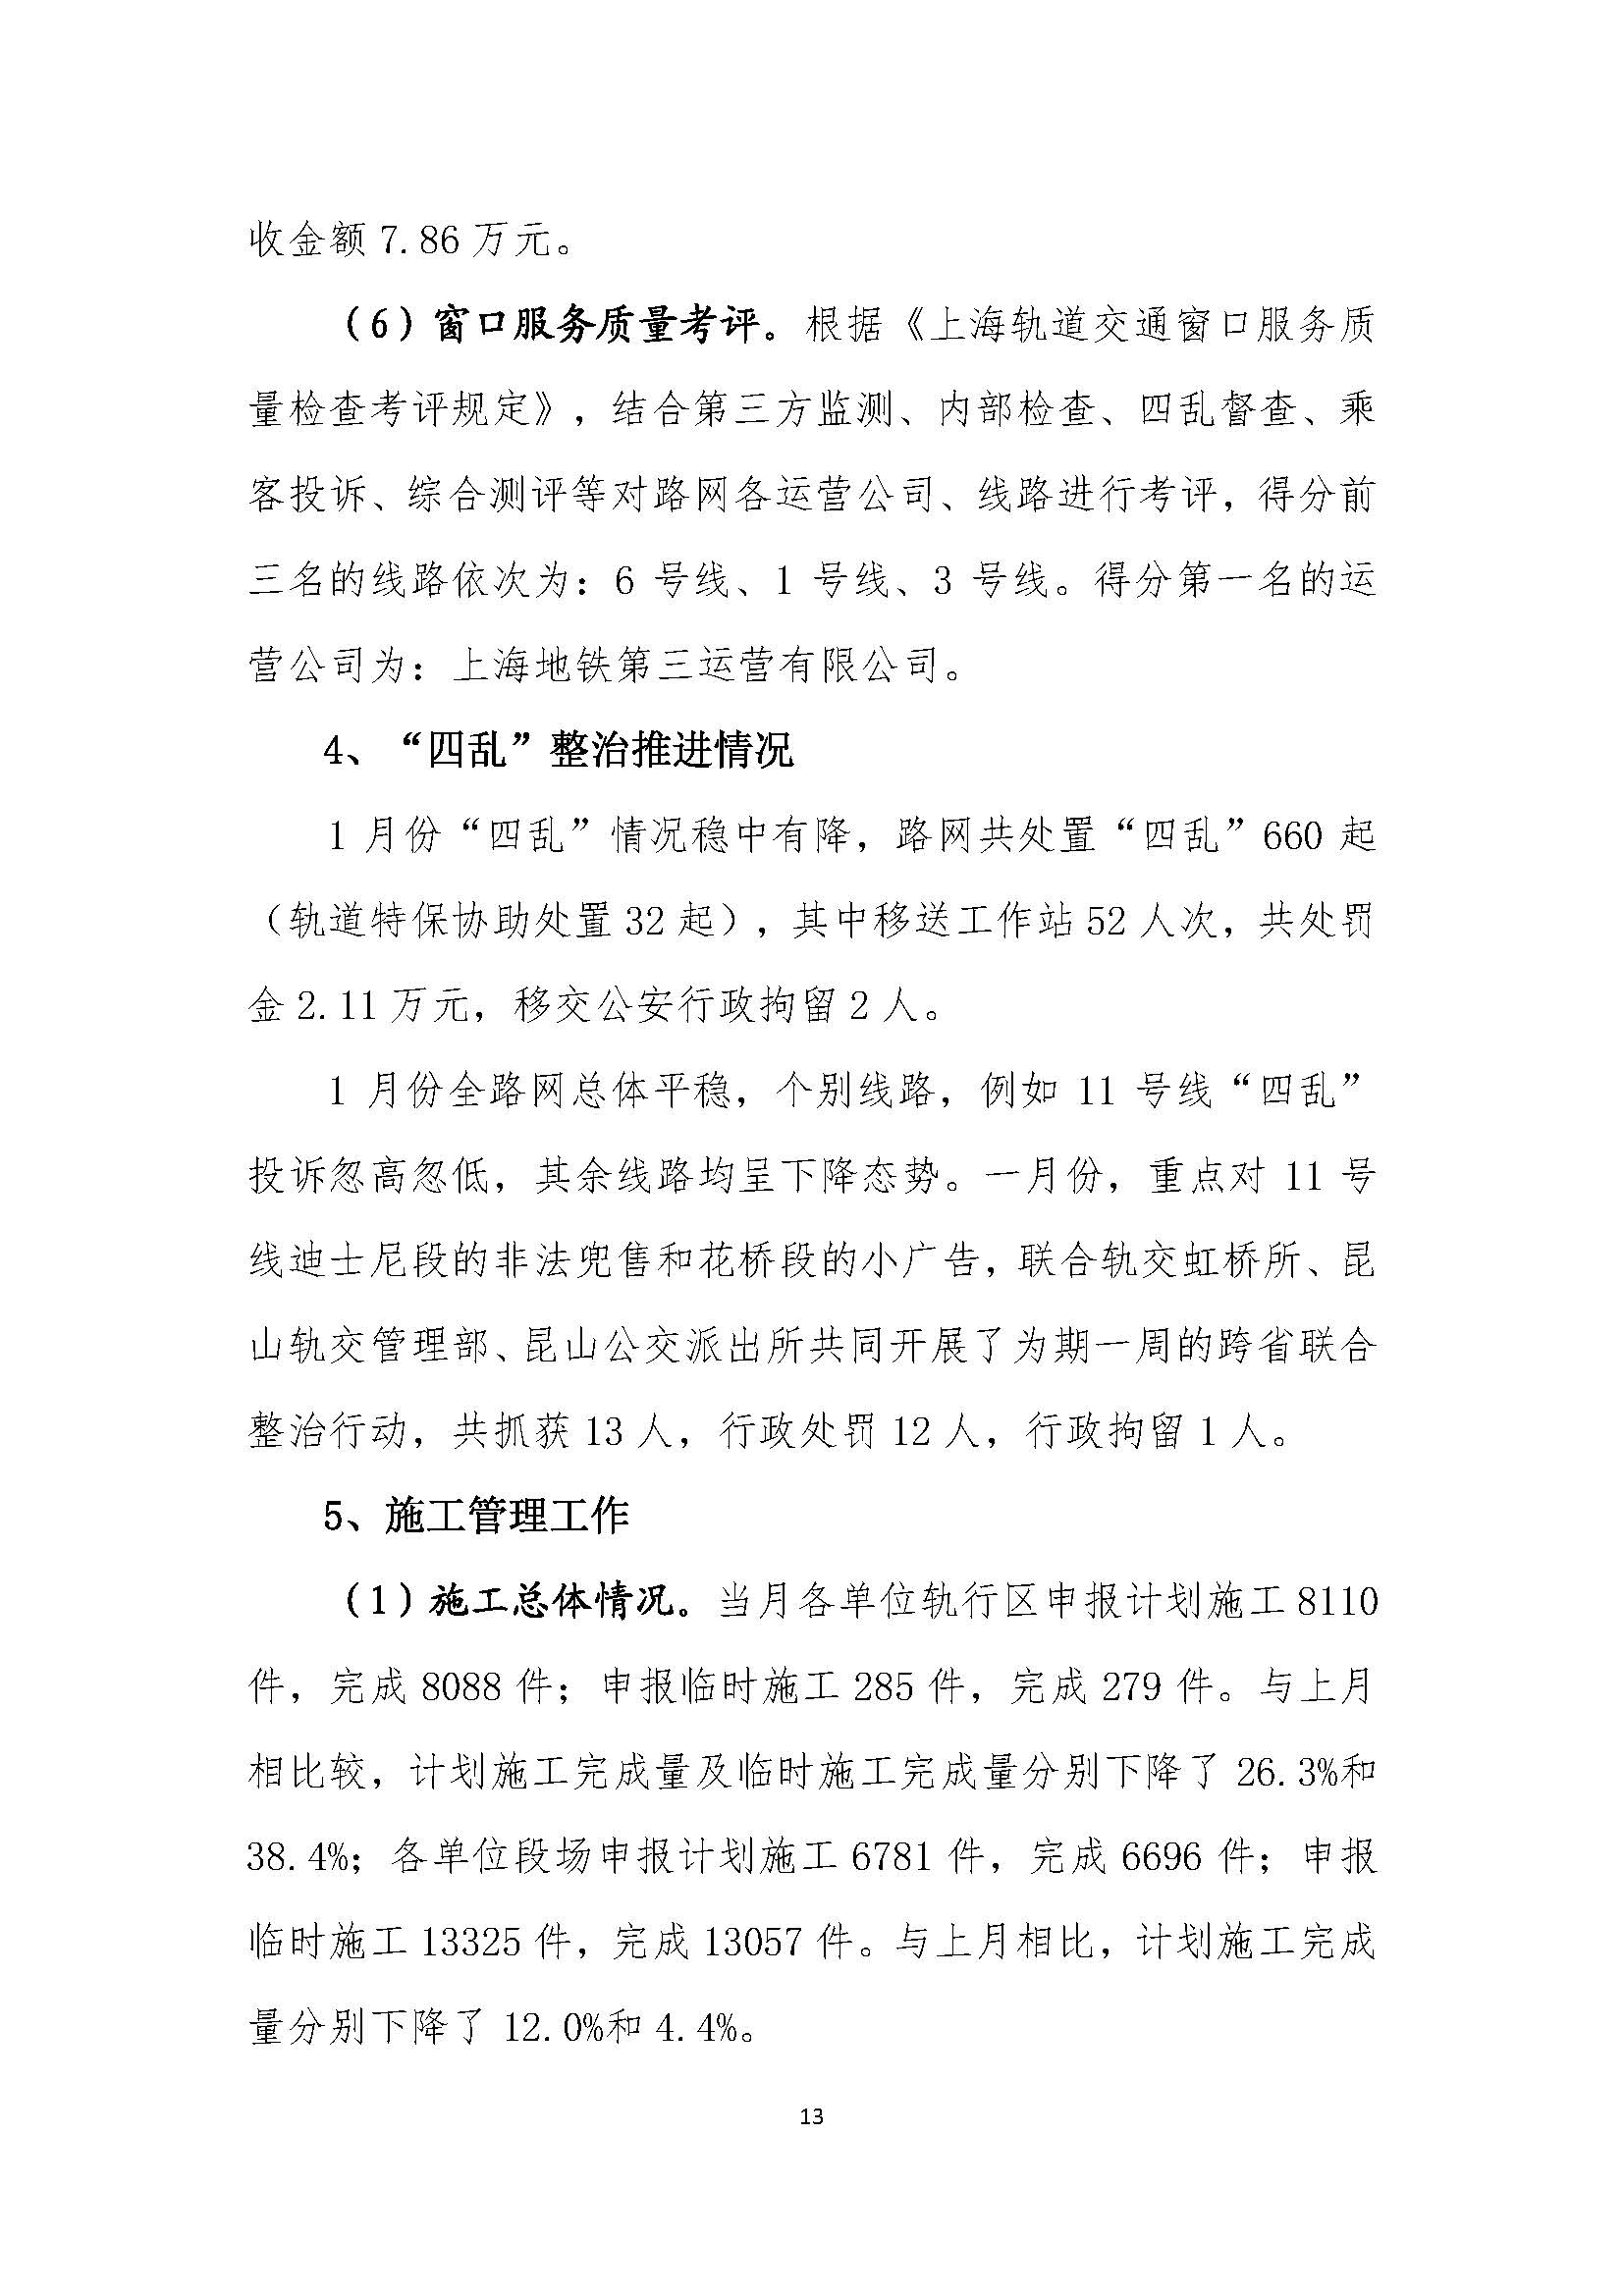 收金额 7.86 万元。
（6）窗口服务质量考评。根据《上海轨道交通窗口服务质
量检查考评规定》，结合第三方监测、内部检查、四乱督查、乘
客投诉、综合测评等对路网各运营公司、线路进行考评，得分前
三名的线路依次为：6 号线、1 号线、3 号线。得分第一名的运
营公司为：上海地铁第三运营有限公司。
4、“四乱”整治推进情况
1 月份“四乱”情况稳中有降，路网共处置“四乱”660 起
（轨道特保协助处置 32 起），其中移送工作站 52 人次，共处罚
金 2.11 万元，移交公安行政拘留 2 人。
1 月份全路网总体平稳，个别线路，例如 11 号线“四乱”
投诉忽高忽低，其余线路均呈下降态势。一月份，重点对 11 号
线迪士尼段的非法兜售和花桥段的小广告，联合轨交虹桥所、昆
山轨交管理部、昆山公交派出所共同开展了为期一周的跨省联合
整治行动，共抓获 13 人，行政处罚 12 人，行政拘留 1 人。
5、施工管理工作
（1）施工总体情况。当月各单位轨行区申报计划施工 8110
件，完成 8088 件；申报临时施工 285 件，完成 279 件。与上月
相比较，计划施工完成量及临时施工完成量分别下降了 26.3%和
38.4%；各单位段场申报计划施工 6781 件，完成 6696 件；申报
临时施工 13325 件，完成 13057 件。与上月相比，计划施工完成
量分别下降了 12.0%和 4.4%。
13